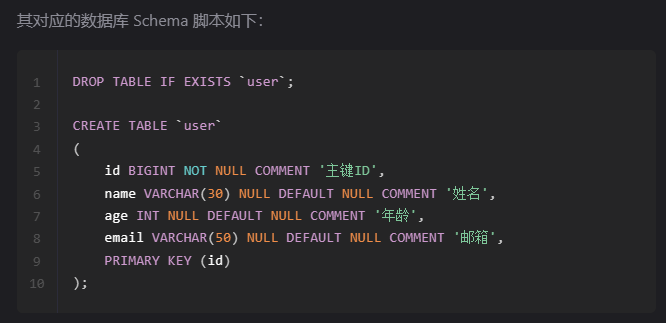 其对应的数据库 Schema 脚本如下：
1 DROP TABLE IF EXISTS `user`;
2
3 CREATE TABLE `user`
4 (
5     id BIGINT NOT NULL COMMENT '主键ID',
6     name VARCHAR(30) NULL DEFAULT NULL COMMENT '姓名',
7     age INT NULL DEFAULT NULL COMMENT '年龄',
8     email VARCHAR(50) NULL DEFAULT NULL COMMENT '邮箱',
9     PRIMARY KEY (id)
10 );